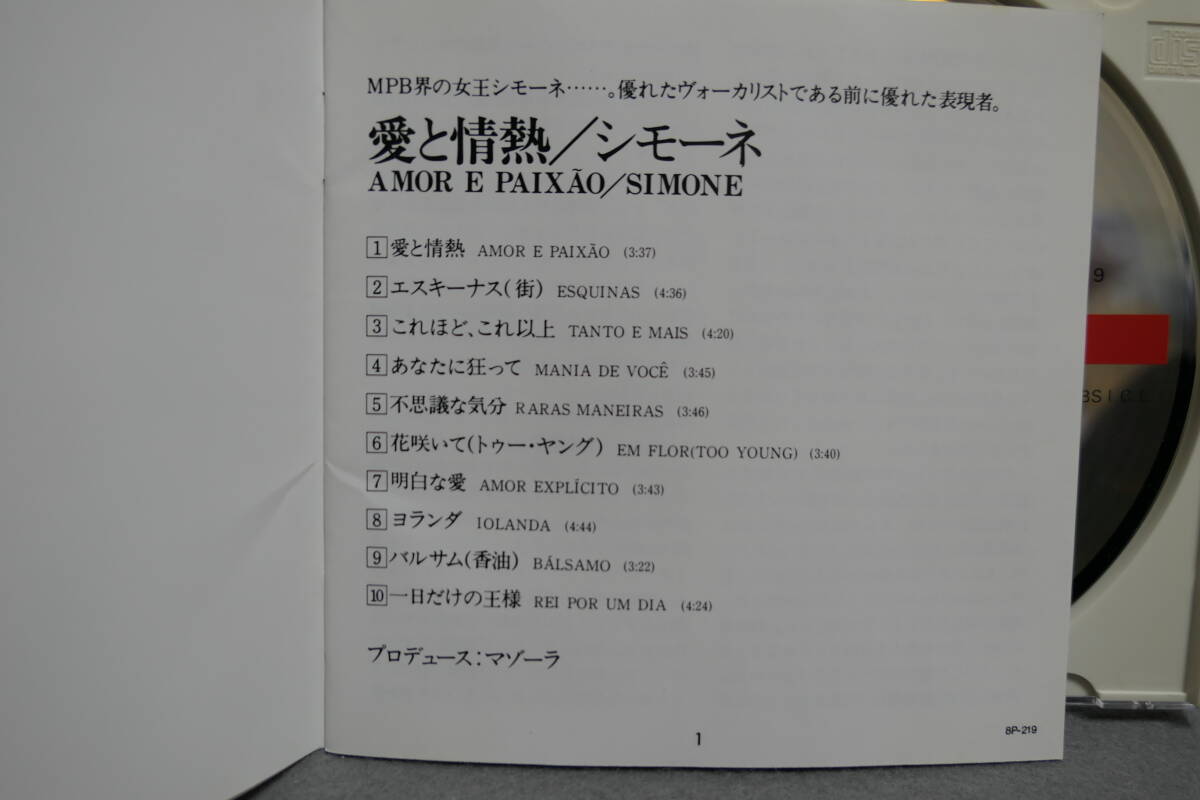 MPB界の女王シモーネ……。優れたヴォーカリストである前に優れた表現者。
愛と情熱／シモーネ
AMOR E PAIXÃO/SIMONE
1 愛と情熱 AMOR E PAIXÃO (3:37)
2 エスキーナス(街) ESQUINAS (4:36)
3 これほど、これ以上 TANTO E MAIS (4:20)
4 あなたに狂って MANIA DE VOCÊ (3:45)
5 不思議な気分 RARAS MANEIRAS (3:46)
6 花咲いて(トゥー・ヤング) EM FLOR(TOO YOUNG) (3:40)
7 明白な愛 AMOR EXPLÍCITO (3:43)
8 ヨランダ IOLANDA (4:44)
9 バルサム(香油) BÁLSAMO (3:22)
10 一日だけの王様 REI POR UM DIA (4:24)
プロデュース：マゾーラ
1
8P-219
disc
9